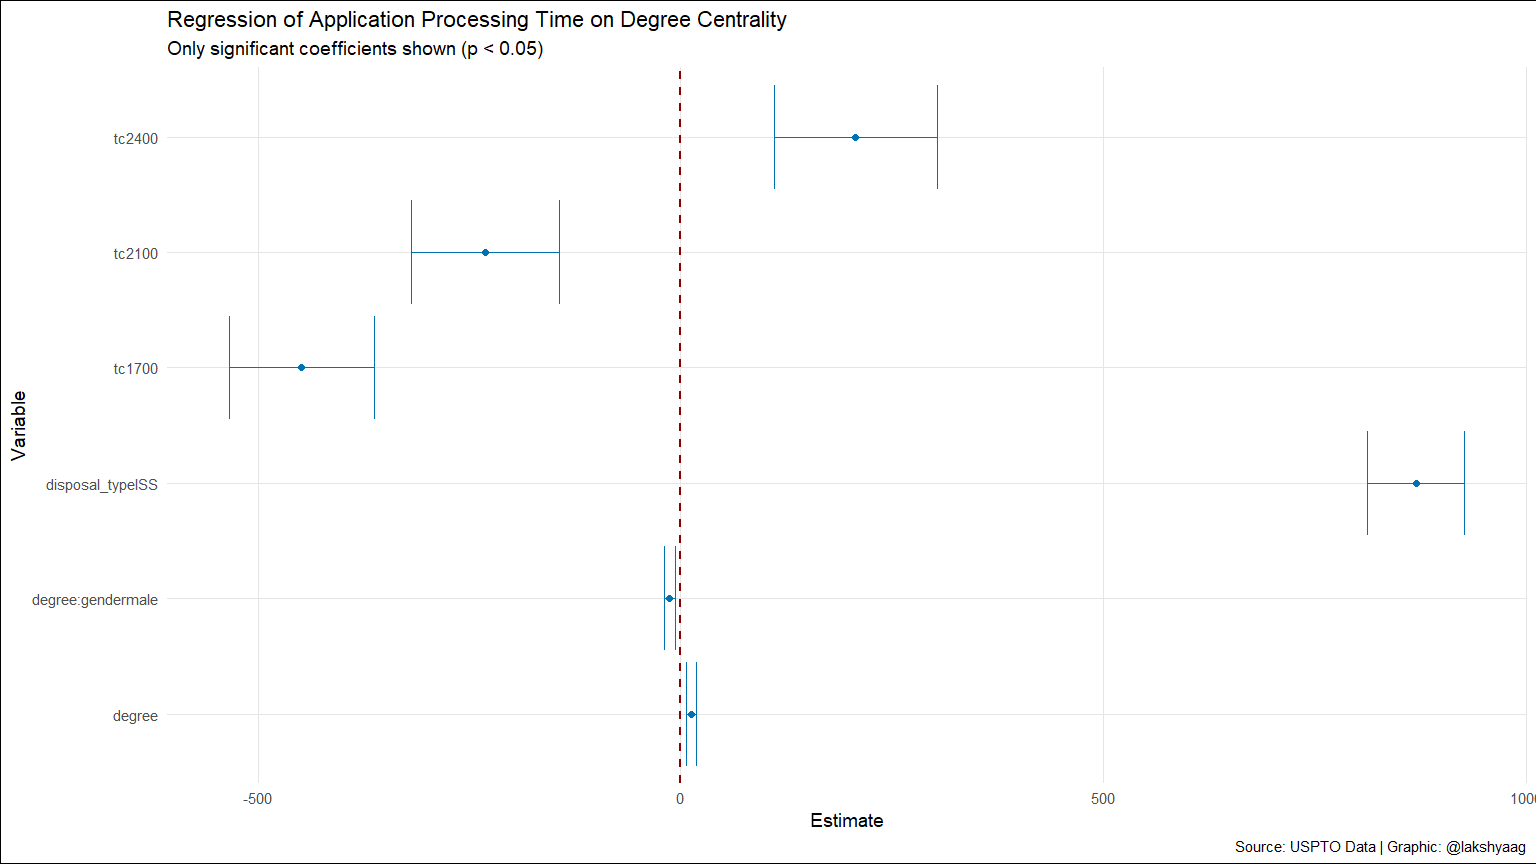 Regression of Application Processing Time on Degree Centrality
Only significant coefficients shown (p < 0.05)
Variable
tc2400
tc2100
tc1700
disposal_typeISS
degree:gendermale
degree
-500
0
500
1000
Estimate
Source: USPTO Data | Graphic: @lakshyaag